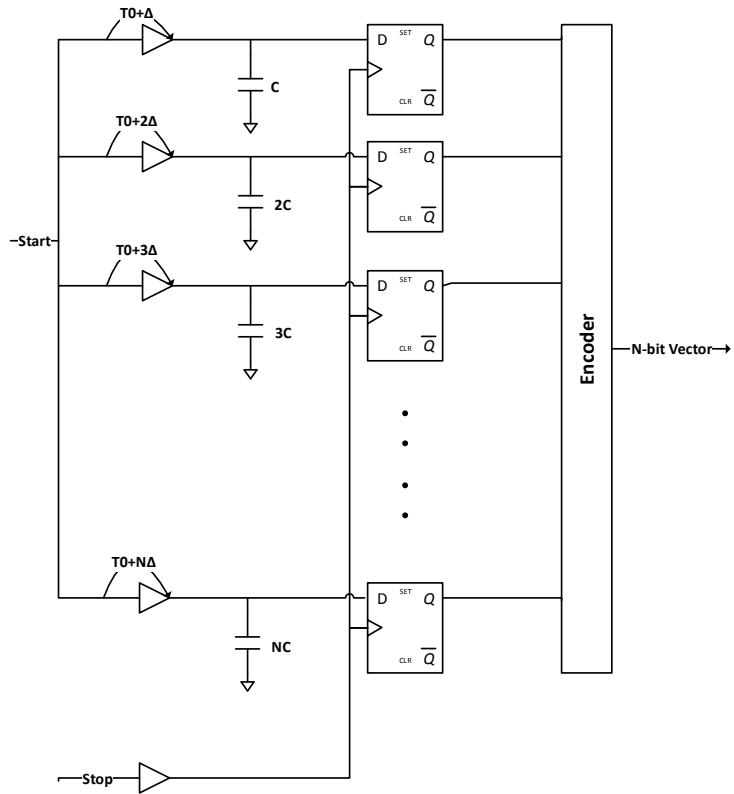 T0+Δ
C
D SET Q
CLR Q
T0+2Δ
2C
D SET Q
CLR Q
Start
T0+3Δ
3C
D SET Q
CLR Q
Encoder
N-bit Vector
T0+NΔ
NC
D SET Q
CLR Q
Stop